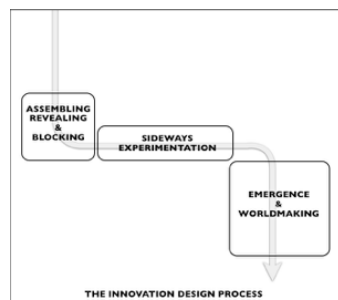 ASSEMBLING
REVEALING
&
BLOCKING
SIDEWAYS
EXPERIMENTATION
EMERGENCE
&
WORLDMAKING
THE INNOVATION DESIGN PROCESS